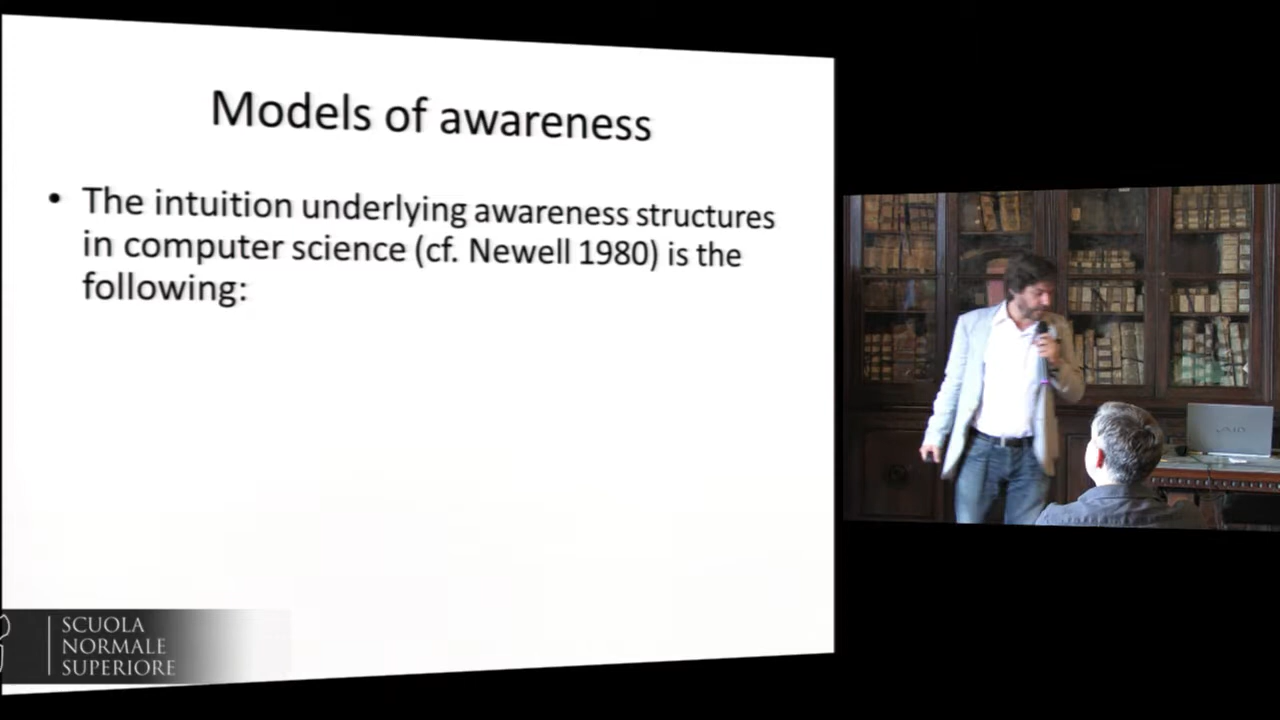 Models of awareness
• The intuition underlying awareness structures
in computer science (cf. Newell 1980) is the
following:
SCUOLA
NORMALE
SUPERIORE
VAIO